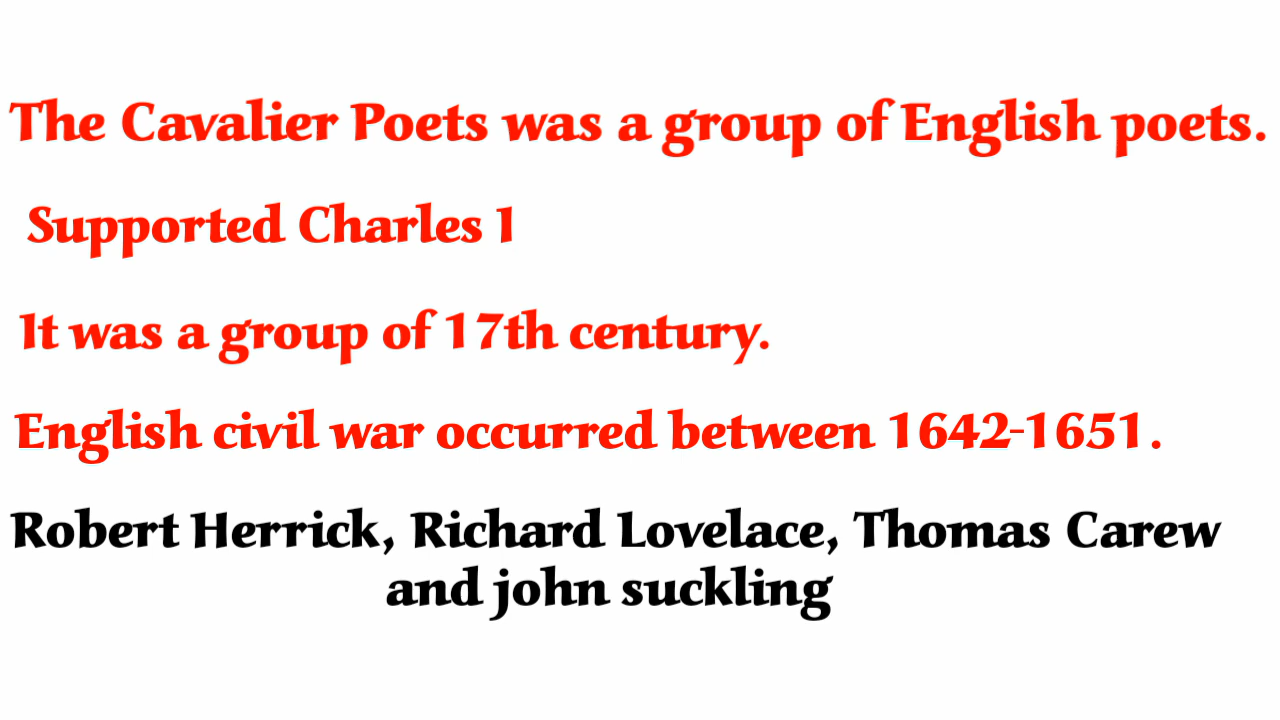 The Cavalier Poets was a group of English poets.
Supported Charles I
It was a group of 17th century.
English civil war occurred between 1642-1651.
Robert Herrick, Richard Lovelace, Thomas Carew
and john suckling